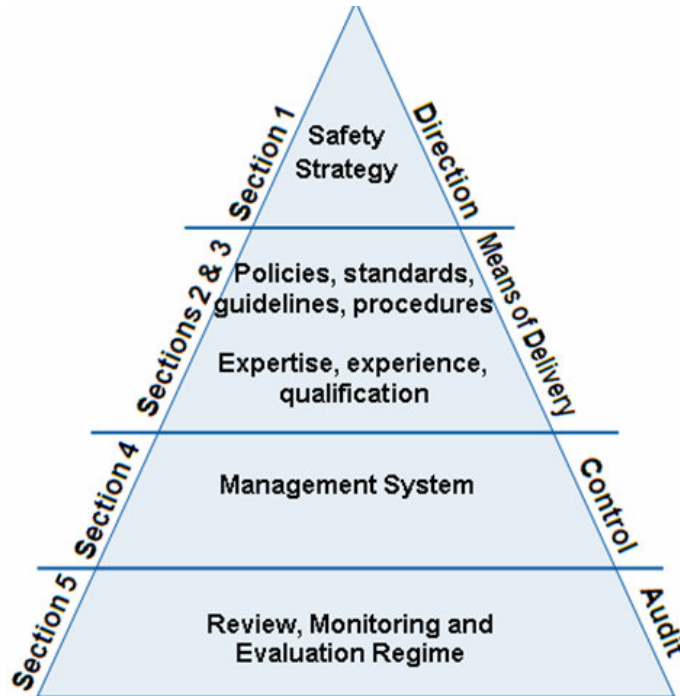 Section 1
Safety
Strategy
Direction
Sections 2 & 3
Policies, standards,
guidelines, procedures
Expertise, experience,
qualification
Means of Delivery
Section 4
Management System
Control
Section 5
Review, Monitoring and
Evaluation Regime
Audit